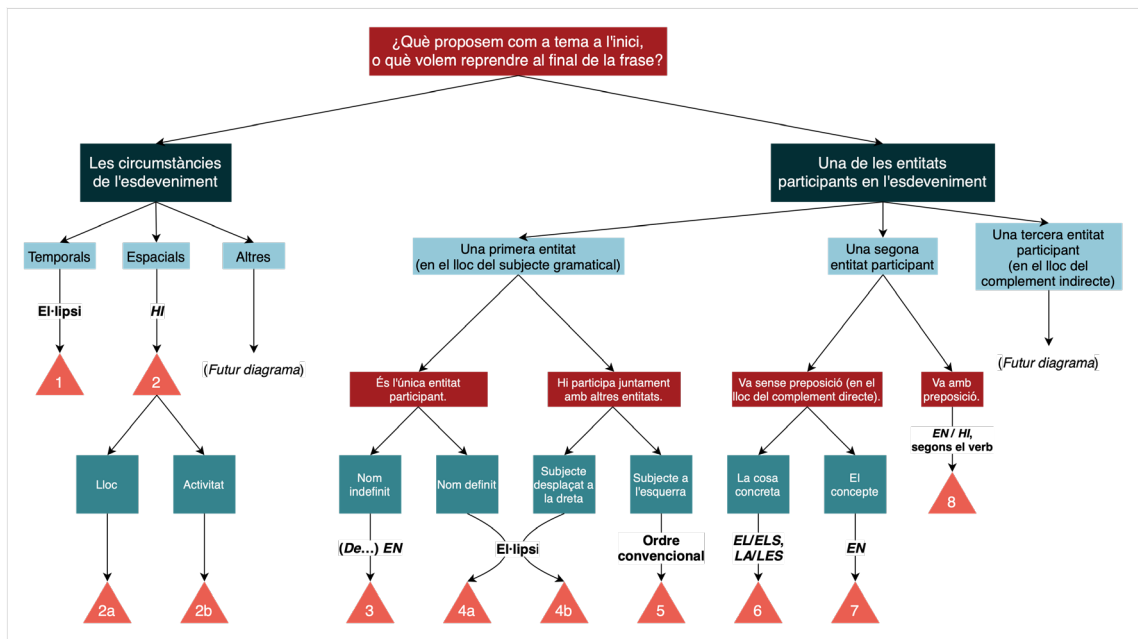 ¿Què proposem com a tema a l'inici,
o què volem reprendre al final de la frase?
Les circumstàncies
de l'esdeveniment
Una de les entitats
participants en l'esdeveniment
Temporals
Espacials
Altres
Una primera entitat
(en el lloc del subjecte gramatical)
Una segona
entitat participant
Una tercera entitat
participant
(en el lloc del
complement indirecte)
El·lipsi
HI
1
2
(Futur diagrama)
(Futur diagrama)
És l'única entitat
participant.
Hi participa juntament
amb altres entitats.
Va sense preposició (en el
lloc del complement directe).
Va amb
preposició.
EN / HI,
segons el verb
8
Lloc
Activitat
Nom
indefinit
Nom definit
Subjecte
desplaçat a
la dreta
Subjecte a
l'esquerra
La cosa
concreta
El
concepte
(De...) EN
El·lipsi
Ordre
convencional
EL/ELS,
LA/LES
EN
2a
2b
3
4a
4b
5
6
7